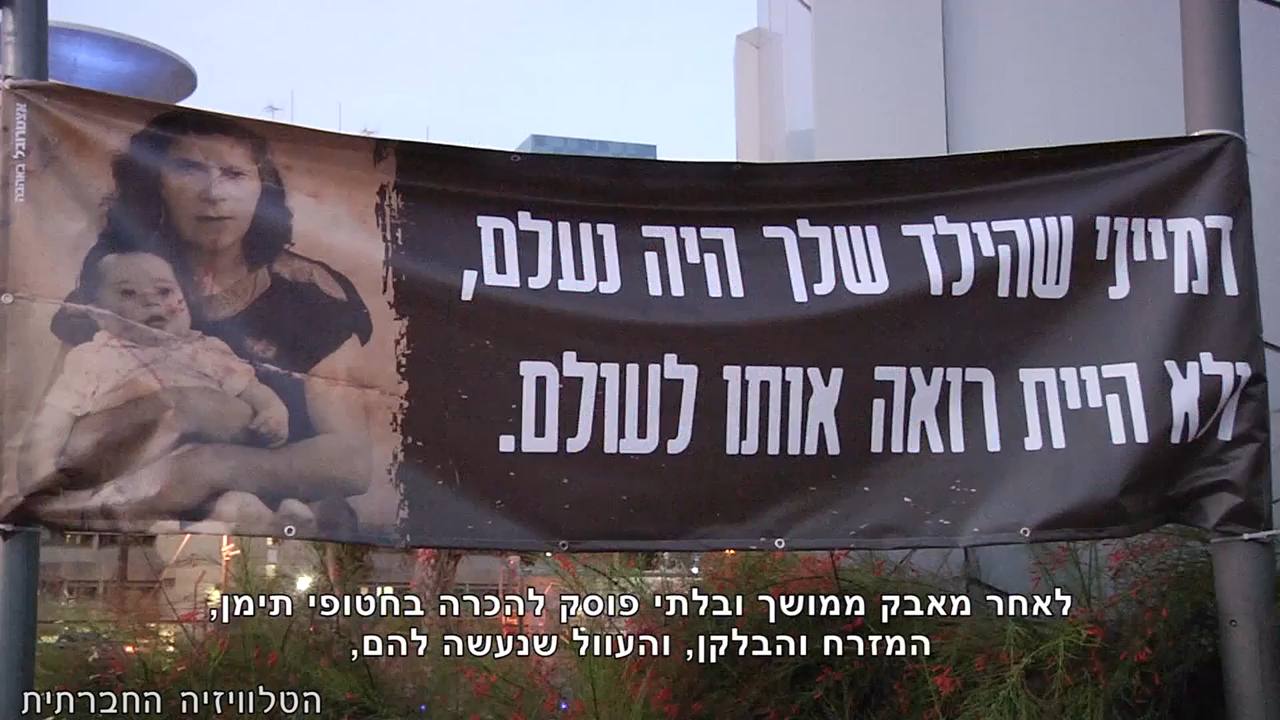 דמייני שהילד שלך היה נעלם,
ולא היית רואה אותו לעולם.
לאחר מאבק ממושך ובלתי פוסק להכרה בחטופי תימן,
המזרח והבלקן, והעוול שנעשה להם,
הטלוויזיה החברתית